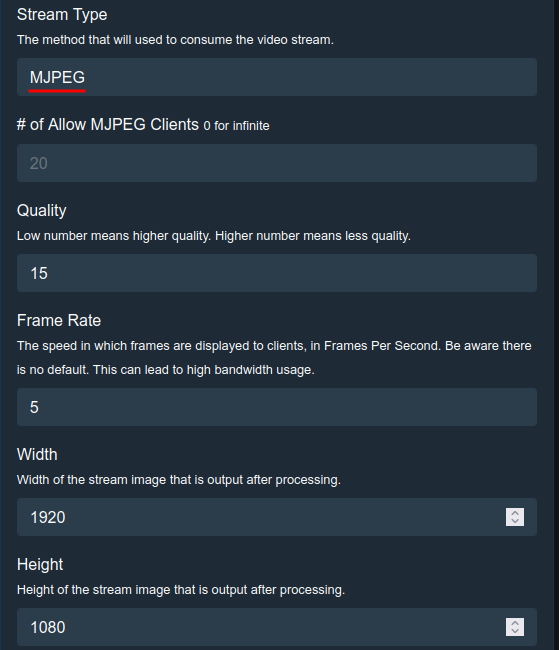 Stream Type
The method that will used to consume the video stream.
MJPEG
# of Allow MJPEG Clients 0 for infinite
20
Quality
Low number means higher quality. Higher number means less quality.
15
Frame Rate
The speed in which frames are displayed to clients, in Frames Per Second. Be aware there
is no default. This can lead to high bandwidth usage.
5
Width
Width of the stream image that is output after processing.
1920
Height
Height of the stream image that is output after processing.
1080